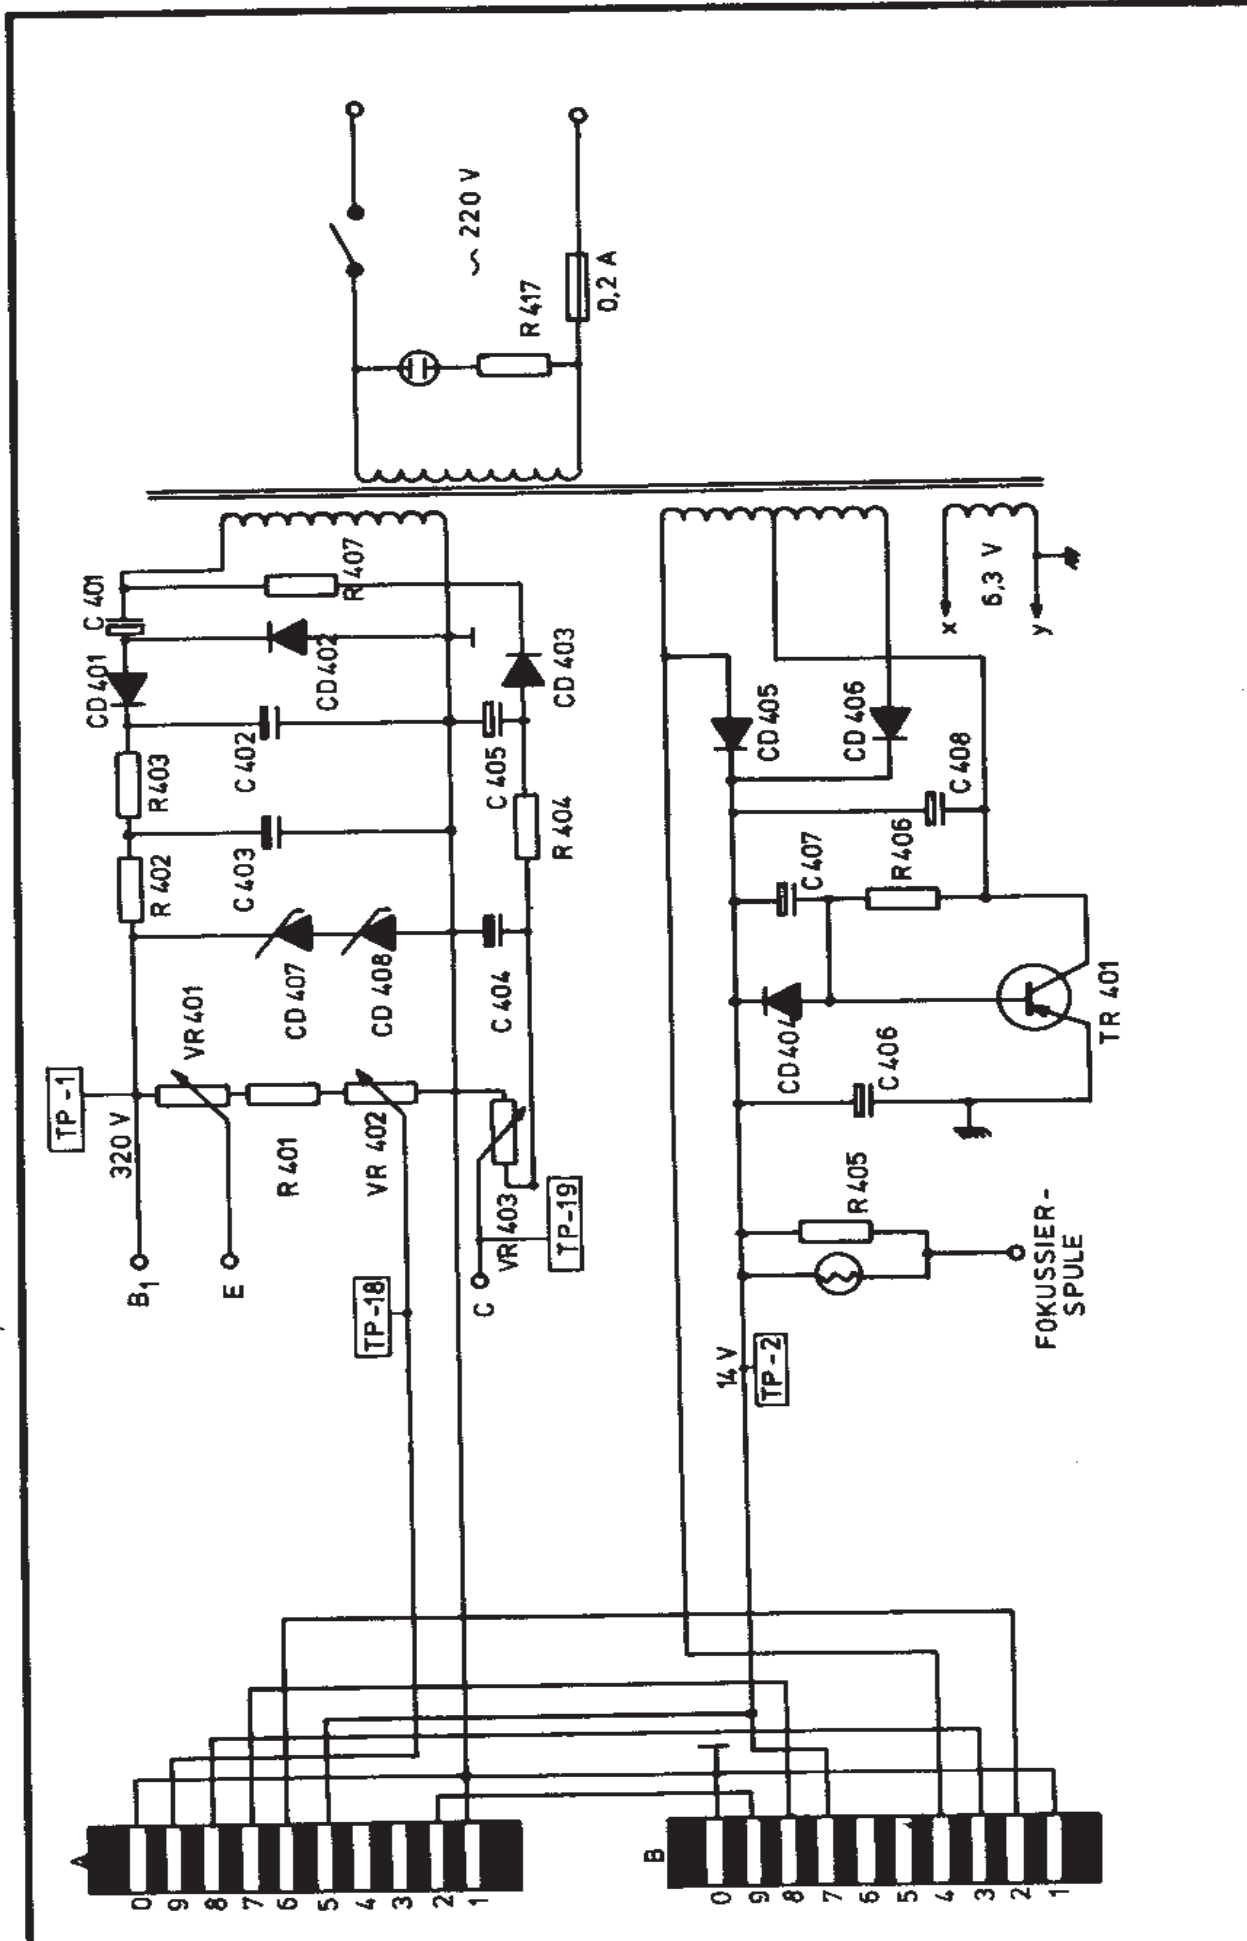 ~ 220 V
R 417
0,2 A
C 401
R 407
CD 401
CD 402
CD 403
R 403
C 402
C 405
R 402
C 403
R 404
CD 407
CD 408
C 404
VR 401
TP-1
320 V
R 401
VR 402
VR 403
TP-19
B1
E
C
TP-18
6,3 V
x
y
CD 405
CD 406
C 408
C 407
R 406
CD 404
TR 401
C 406
R 405
14 V
TP-2
FOKUSSIER-
SPULE
A
0
9
8
7
6
5
4
3
2
1
B
0
9
8
7
6
5
4
3
2
1